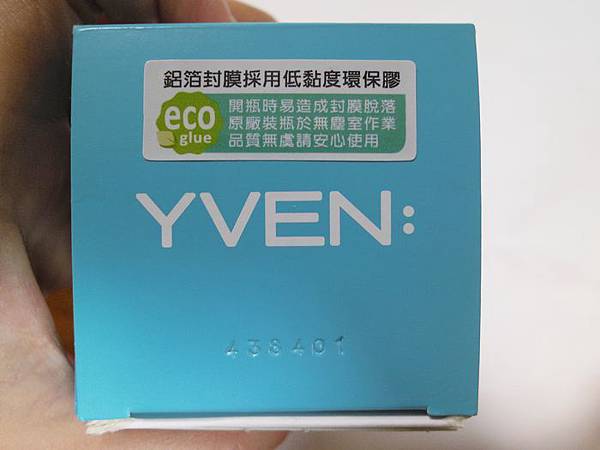 鋁箔封膜採用低黏度環保膠
eco
glue
開瓶時易造成封膜脫落
原廠裝瓶於無塵室作業
品質無虞請安心使用
YVEN:
438401